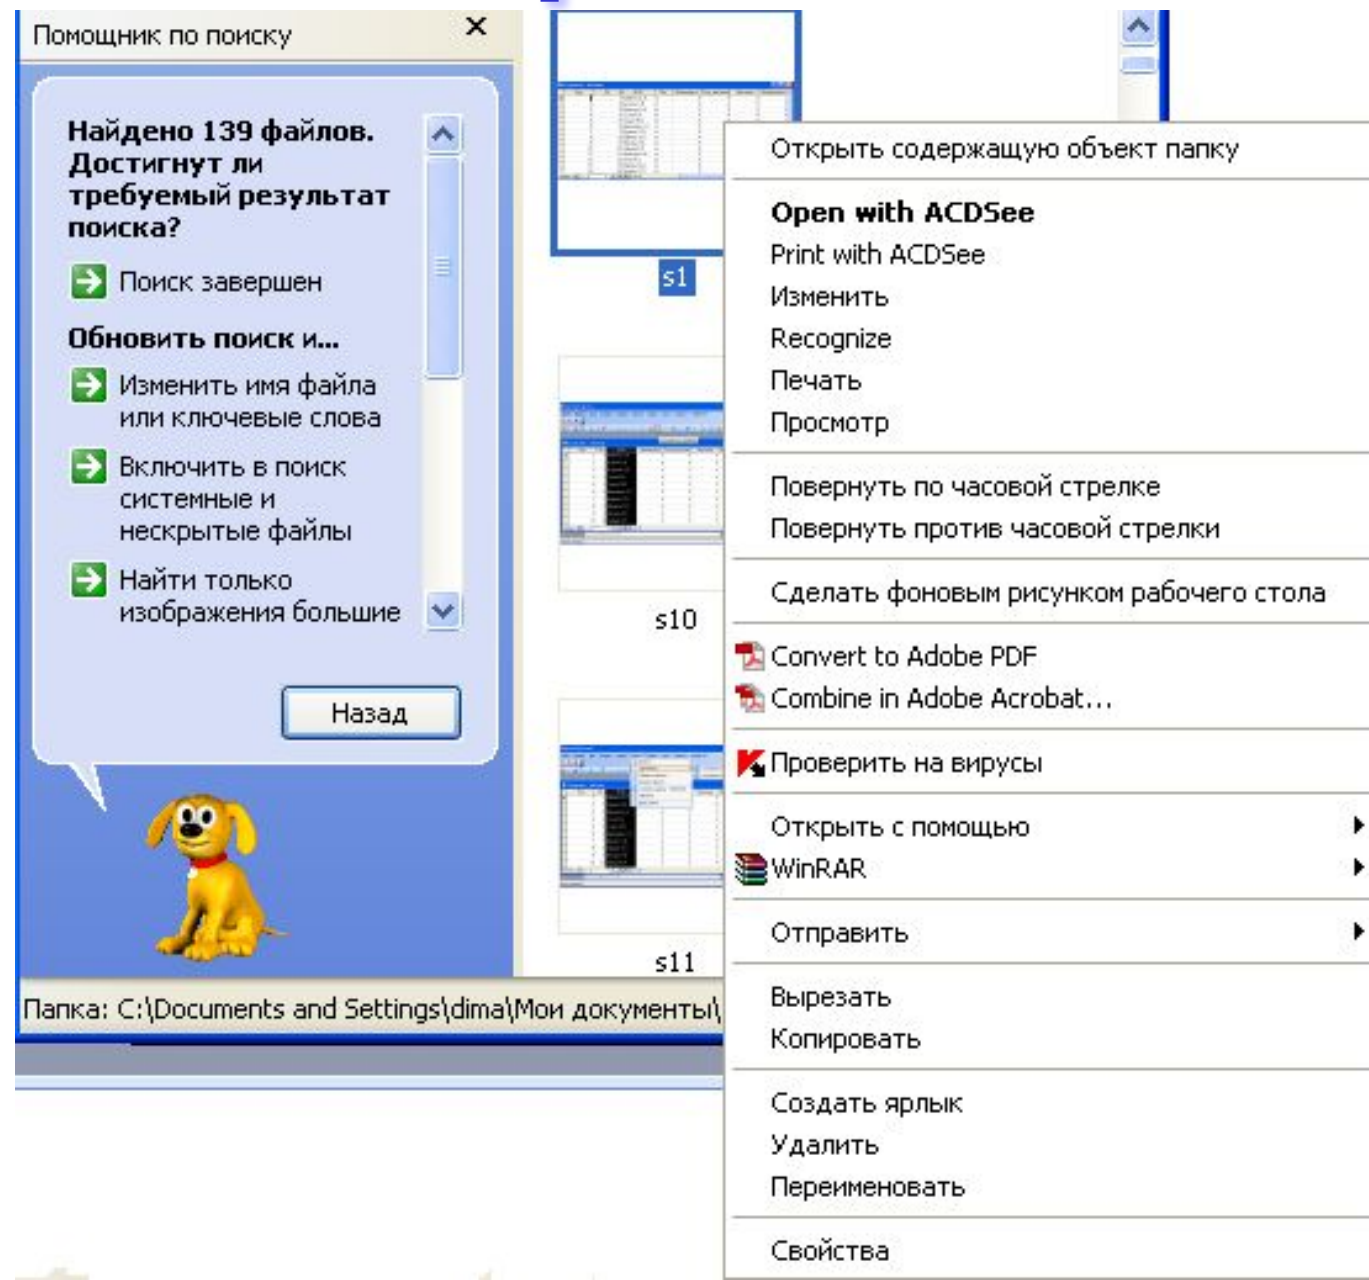 Помощник по поиску
Найдено 139 файлов.
Достигнут ли
требуемый результат
поиска?
Поиск завершен
Обновить поиск и...
Изменить имя файла
или ключевые слова
Включить в поиск
системные и
нескрытые файлы
Найти только
изображения большие
Назад
s1
s10
s11
Папка: C:\Documents and Settings\dima\Мои документы\
Открыть содержащую объект папку
Open with ACDSee
Print with ACDSee
Изменить
Recognize
Печать
Просмотр
Повернуть по часовой стрелке
Повернуть против часовой стрелки
Сделать фоновым рисунком рабочего стола
Convert to Adobe PDF
Combine in Adobe Acrobat...
Проверить на вирусы
Открыть с помощью
WinRAR
Отправить
Вырезать
Копировать
Создать ярлык
Удалить
Переименовать
Свойства